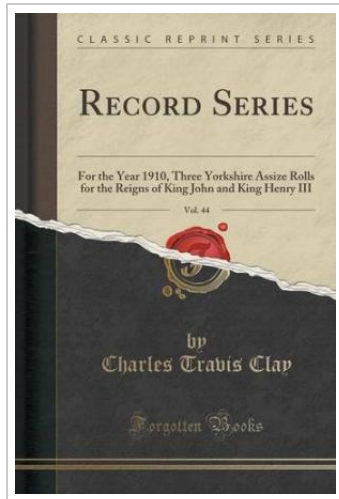 CLASSIC REPRINT SERIES
RECORD SERIES
For the Year 1910, Three Yorkshire Assize Rolls
for the Reigns of King John and King Henry III
Vol. 44
by
Charles Travis Clay
Forgotten Books